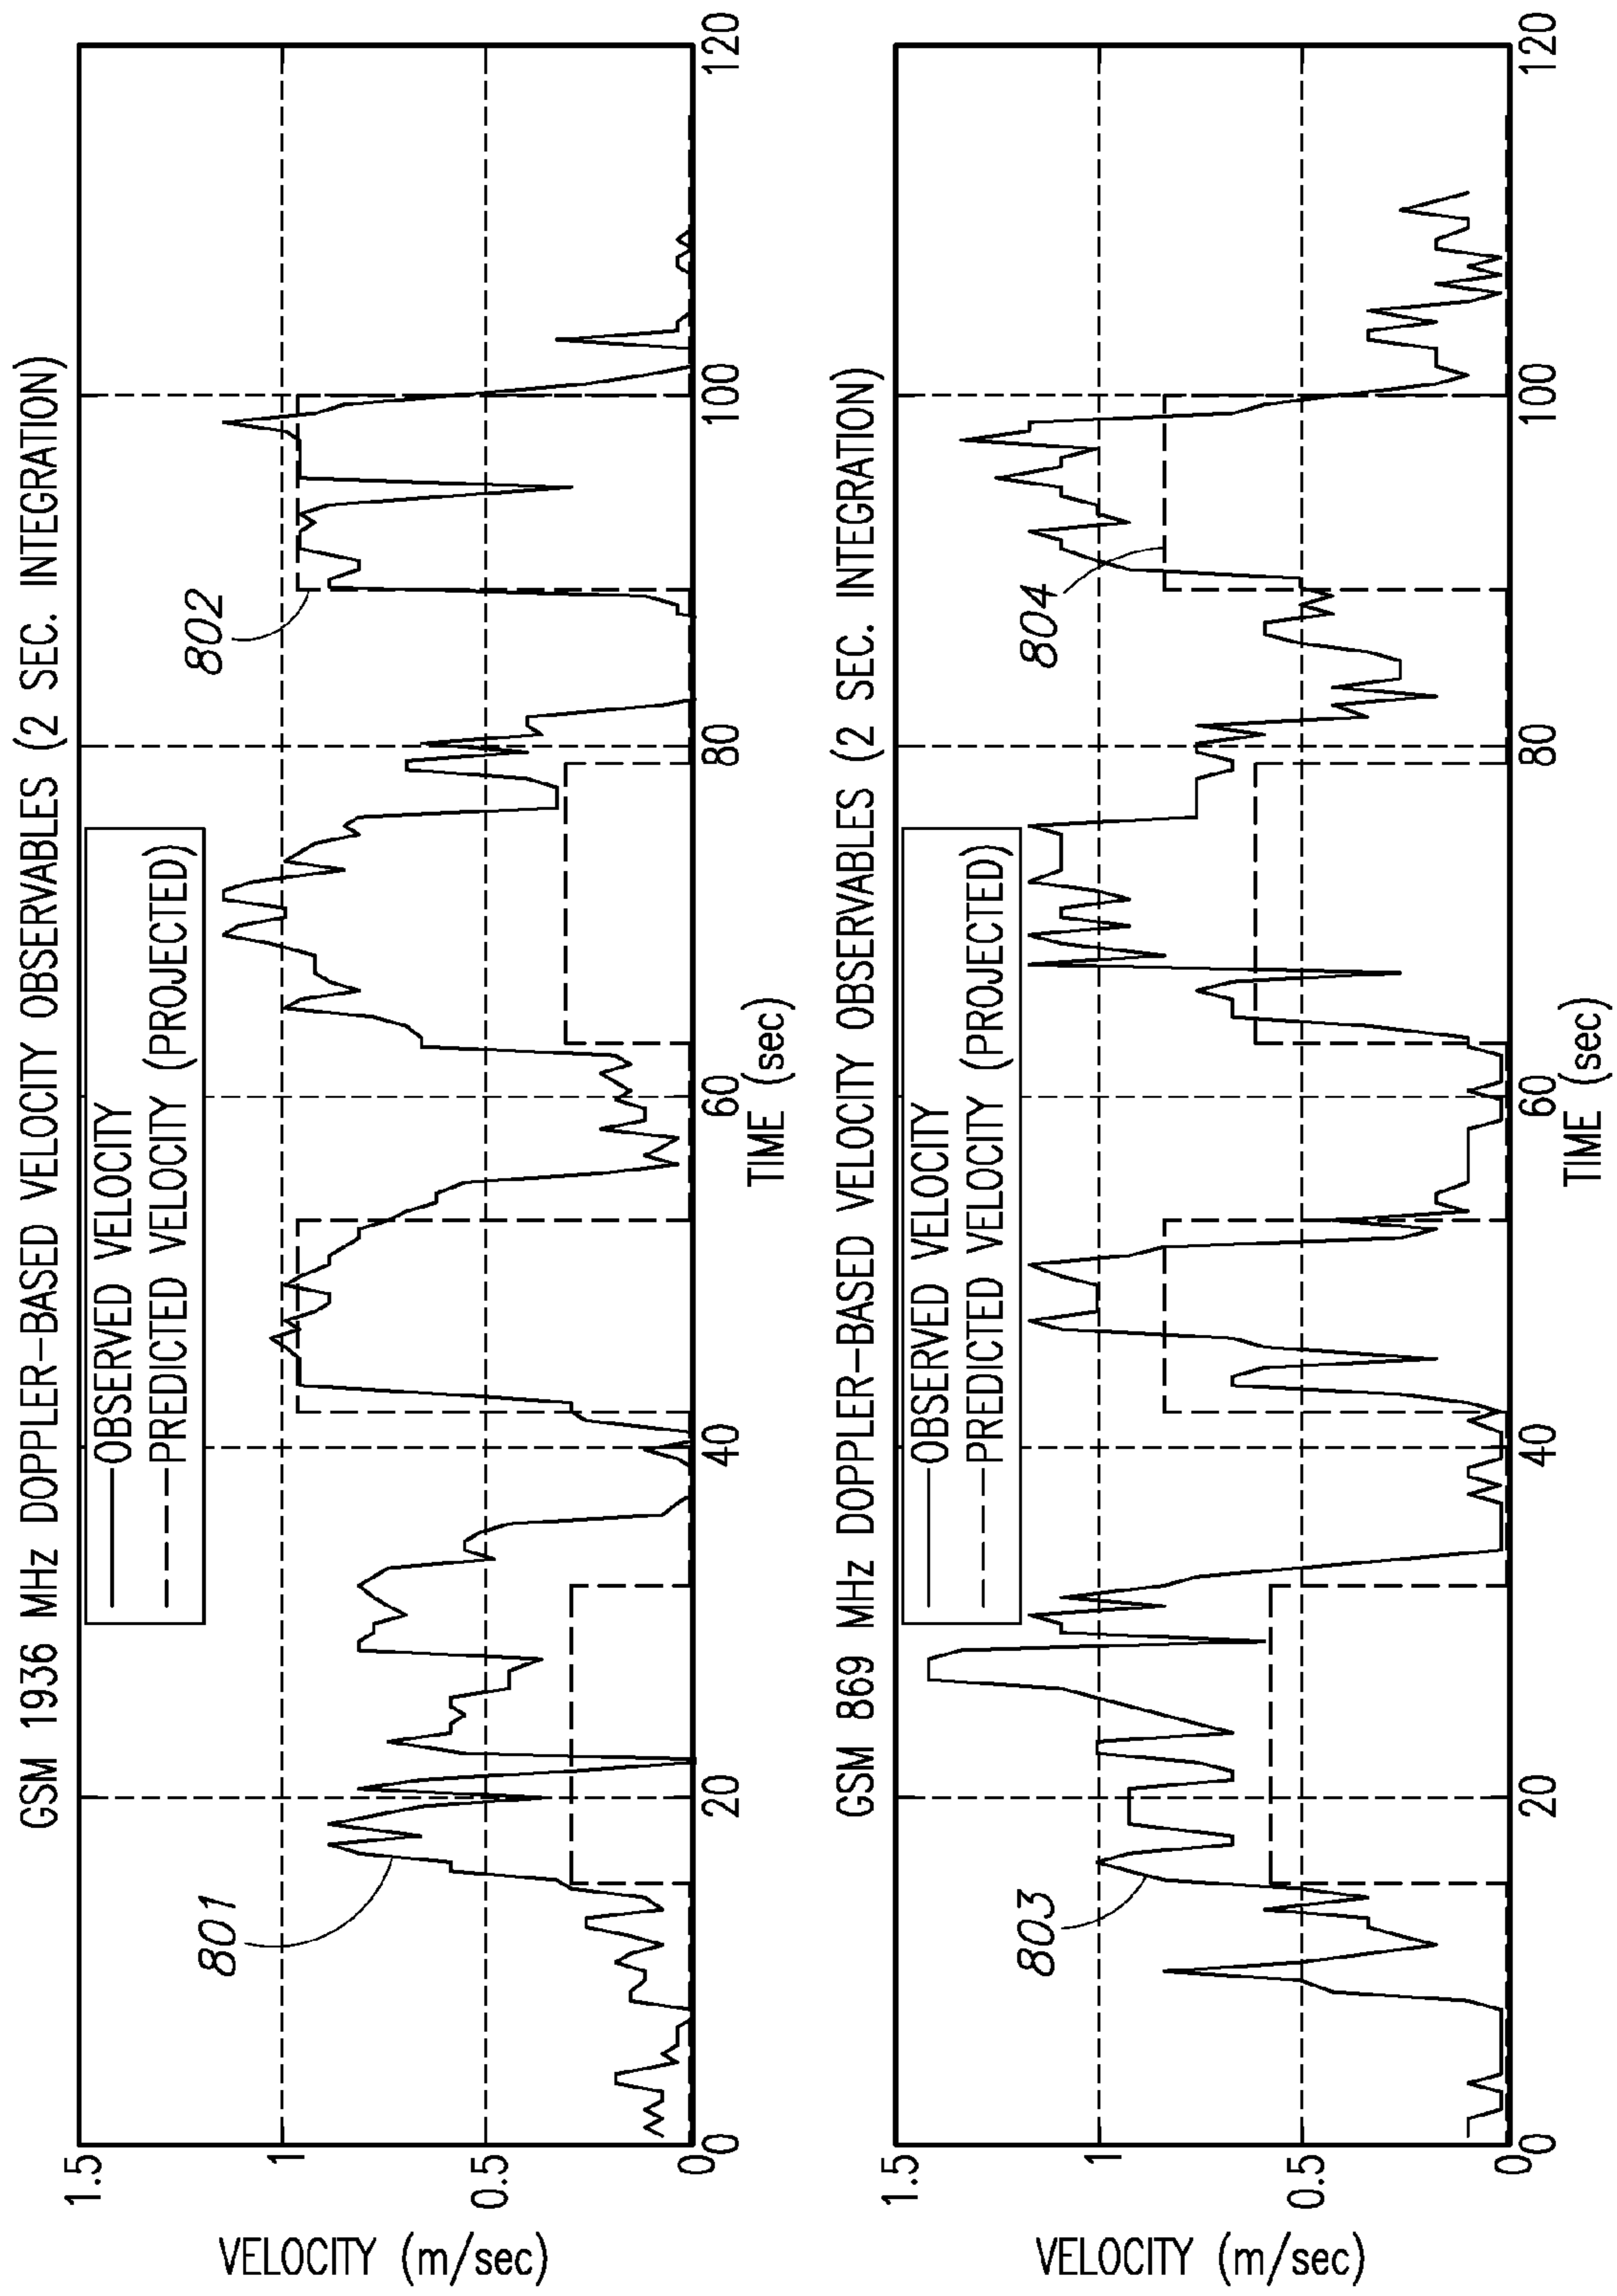 GSM 1936 MHz DOPPLER-BASED VELOCITY OBSERVABLES (2 SEC. INTEGRATION)
OBSERVED VELOCITY
PREDICTED VELOCITY (PROJECTED)
801
802
1.5
1
0.5
0
VELOCITY (m/sec)
0
20
40
60
80
100
120
TIME (sec)
GSM 869 MHz DOPPLER-BASED VELOCITY OBSERVABLES (2 SEC. INTEGRATION)
OBSERVED VELOCITY
PREDICTED VELOCITY (PROJECTED)
803
804
1.5
1
0.5
0
VELOCITY (m/sec)
0
20
40
60
80
100
120
TIME (sec)